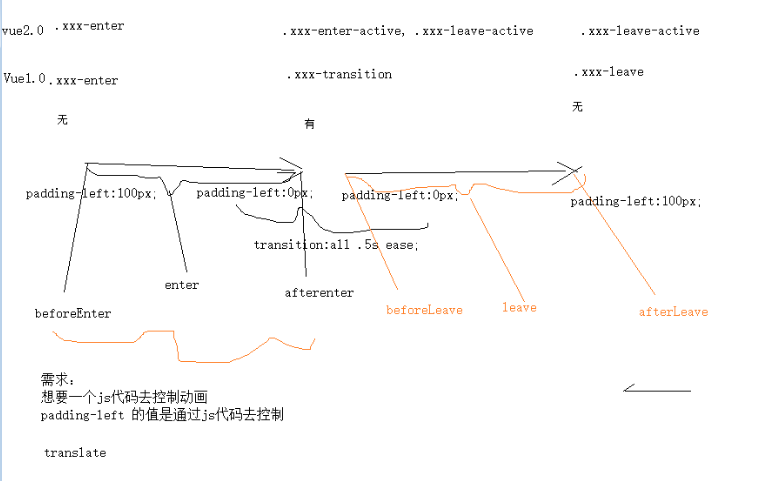 vue2.0 .xxx-enter .xxx-enter-active, .xxx-leave-active .xxx-leave-active
Vue1.0 .xxx-enter .xxx-transition .xxx-leave
无 有 无
padding-left:100px; padding-left:0px; padding-left:0px; padding-left:100px;
transition:all .5s ease;
beforeEnter enter afterenter beforeLeave leave afterLeave
需求：
想要一个js代码去控制动画
padding-left 的值是通过js代码去控制
translate